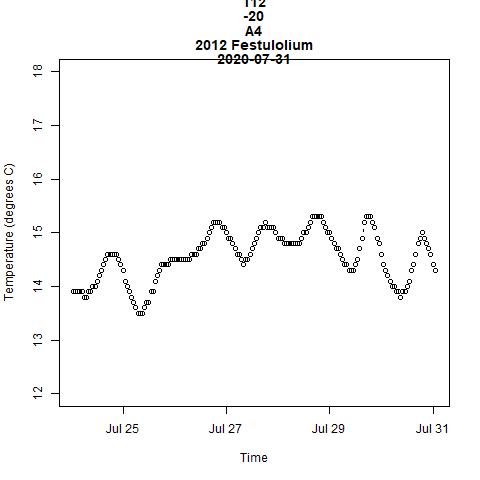 T12
-20
A4
2012 Festulolium
2020-07-31
Temperature (degrees C)
18
17
16
15
14
13
12
Jul 25
Jul 27
Jul 29
Jul 31
Time